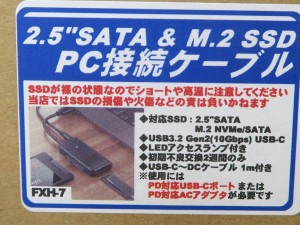 2.5"SATA & M.2 SSD
PC接続ケーブル
SSDが裸の状態なのでショートや高温に注意してください
当店ではSSDの損傷や火傷などの責は負いかねます
◆対応SSD：2.5"SATA
M.2 NVMe/SATA
◆USB3.2 Gen2(10Gbps) USB-C
◆LEDアクセスランプ付き
◆初期不良交換2週間のみ
◆USB-C～DCケーブル 1m付き
※使用には
PD対応USB-Cポート または
PD対応ACアダプタが必要です
FXH-7